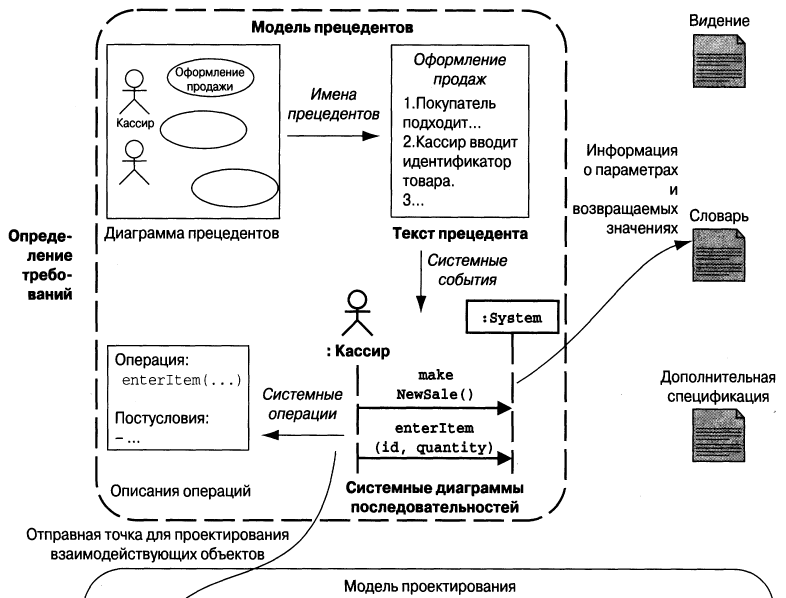 Модель прецедентов
Видение
Оформление
продажи
Кассир
Имена
прецедентов
Оформление
продаж
1.Покупатель
подходит...
2.Кассир вводит
идентификатор
товара.
3...
Диаграмма прецедентов
Текст прецедента
Информация
о параметрах
и
возвращаемых
значениях
Словарь
Опреде-
ление
требо-
ваний
Системные
события
: Кассир
:System
Операция:
enterItem(...)
Постусловия:
– ...
Системные
операции
make
NewSale()
enterItem
(id, quantity)
Дополнительная
спецификация
Описания операций
Системные диаграммы
последовательностей
Отправная точка для проектирования
взаимодействующих объектов
Модель проектирования